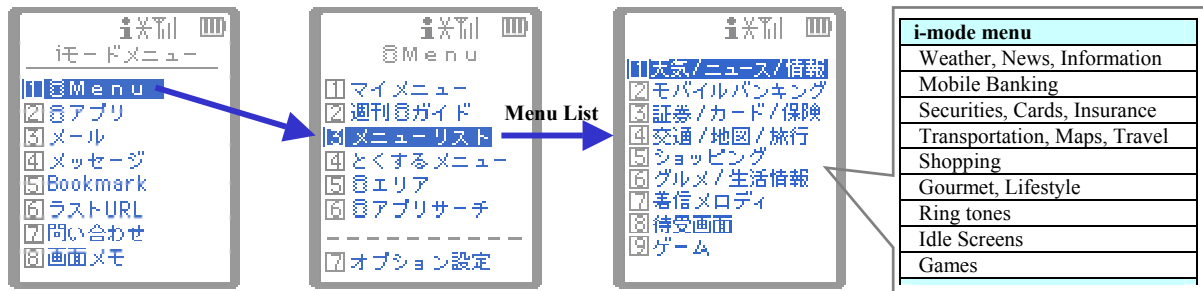 iモードメニュー
1 iMenu
2 iアプリ
3 メール
4 メッセージ
5 Bookmark
6 ラストURL
7 問い合わせ
8 画面メモ
iMenu
1 マイメニュー
2 週刊iガイド
3 メニューリスト
4 とくするメニュー
5 iエリア
6 iアプリサーチ
7 オプション設定
Menu List
1 天気/ニュース/情報
2 モバイルバンキング
3 証券/カード/保険
4 交通/地図/旅行
5 ショッピング
6 グルメ/生活情報
7 着信メロディ
8 待受画面
9 ゲーム
i-mode menu
Weather, News, Information
Mobile Banking
Securities, Cards, Insurance
Transportation, Maps, Travel
Shopping
Gourmet, Lifestyle
Ring tones
Idle Screens
Games